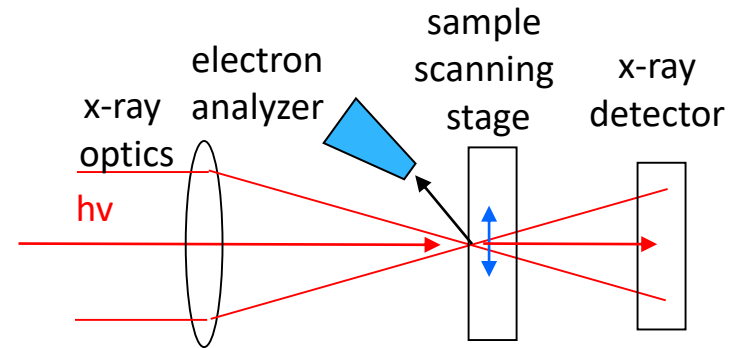 x-ray
optics
hv
electron
analyzer
sample
scanning
stage
x-ray
detector